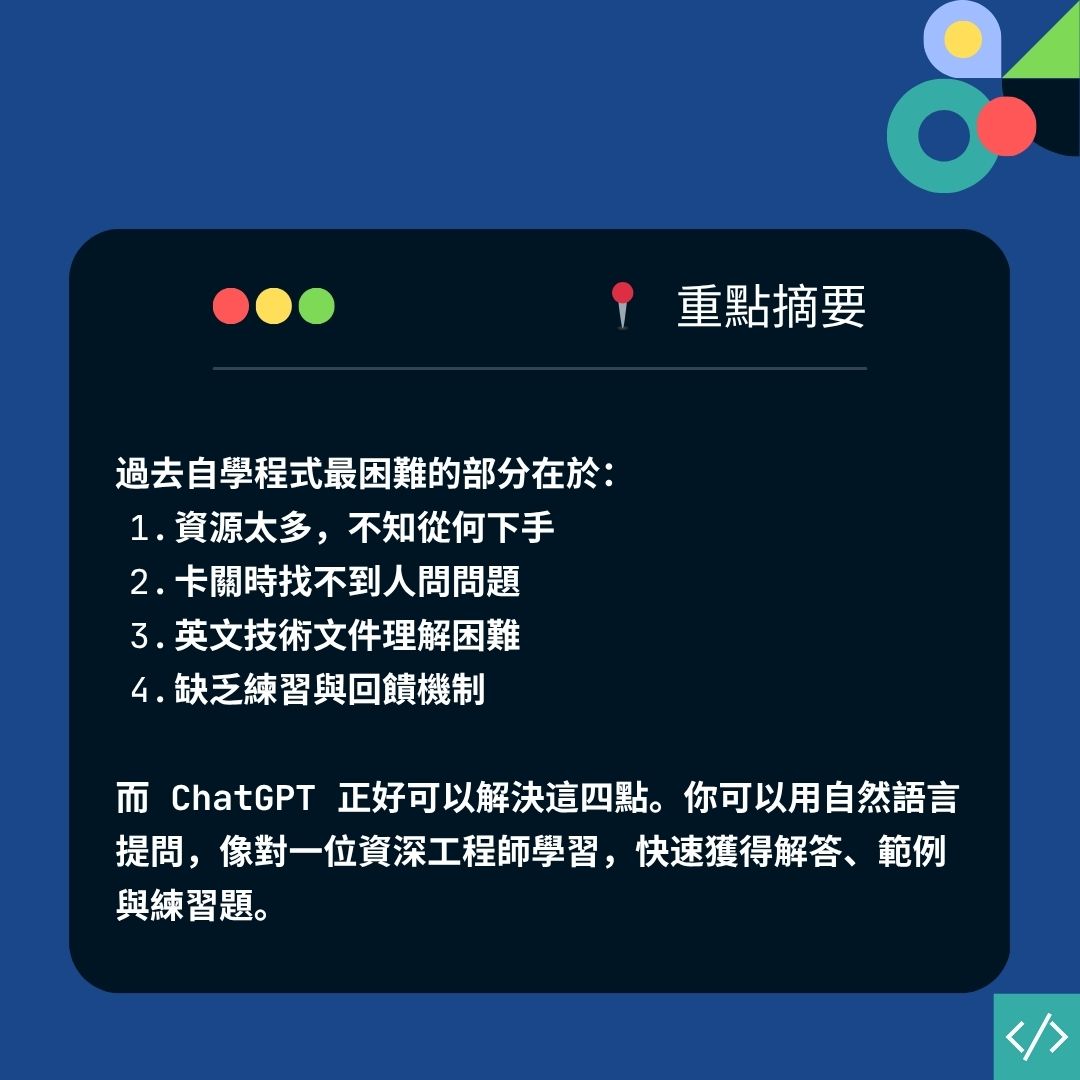 📍 重點摘要
過去自學程式最困難的部分在於：
1. 資源太多，不知從何下手
2. 卡關時找不到人問問題
3. 英文技術文件理解困難
4. 缺乏練習與回饋機制
而 ChatGPT 正好可以解決這四點。你可以用自然語言
提問，像對一位資深工程師學習，快速獲得解答、範例
與練習題。
</>